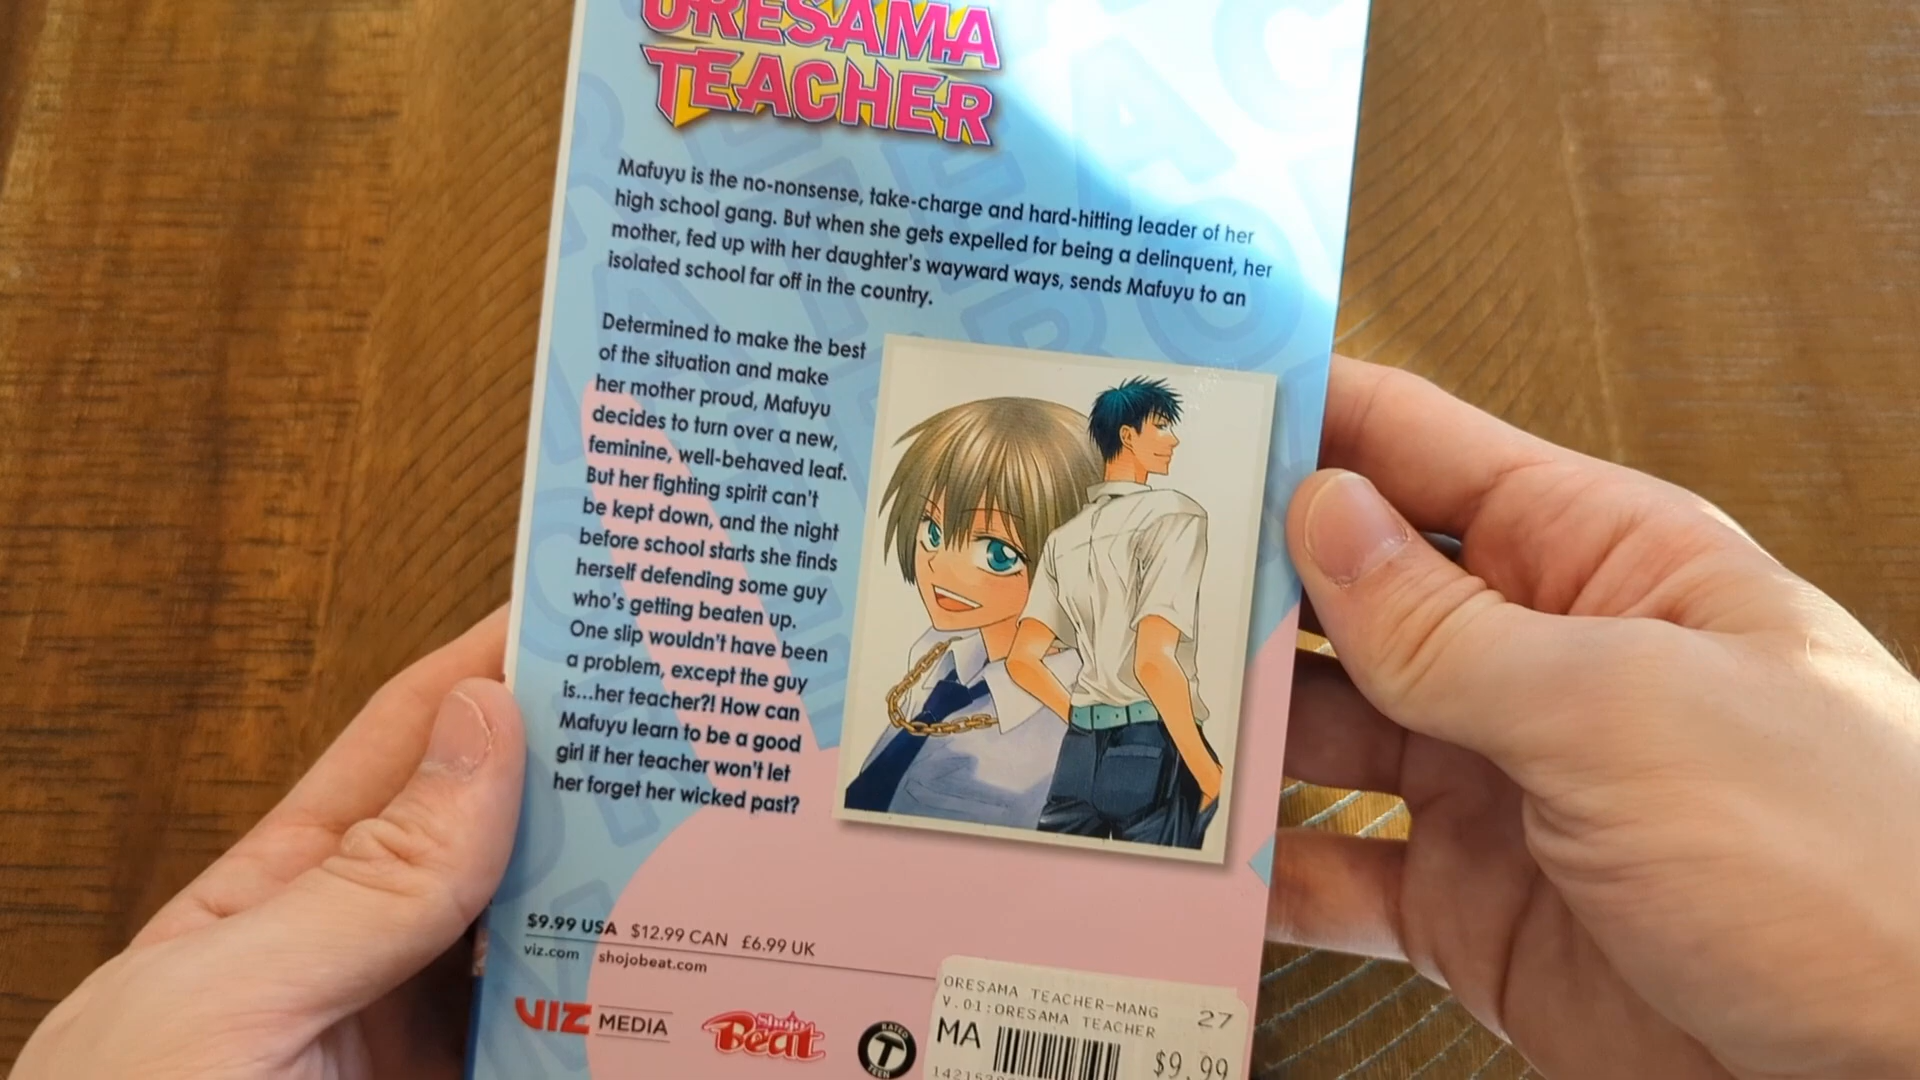 ORESAMA
TEACHER
Mafuyu is the no-nonsense, take-charge and hard-hitting leader of her
high school gang. But when she gets expelled for being a delinquent, her
mother, fed up with her daughter's wayward ways, sends Mafuyu to an
isolated school far off in the country.
Determined to make the best
of the situation and make
her mother proud, Mafuyu
decides to turn over a new,
feminine, well-behaved leaf.
But her fighting spirit can't
be kept down, and the night
before school starts she finds
herself defending some guy
who's getting beaten up.
One slip wouldn't have been
a problem, except the guy
is...her teacher?! How can
Mafuyu learn to be a good
girl if her teacher won't let
her forget her wicked past?
$9.99 USA $12.99 CAN £6.99 UK
viz.com shojobeat.com
VIZ MEDIA
Shojo Beat
RATED T TEEN
ORESAMA TEACHER-MANG
V.01:ORESAMA TEACHER 27
MA
$9.99